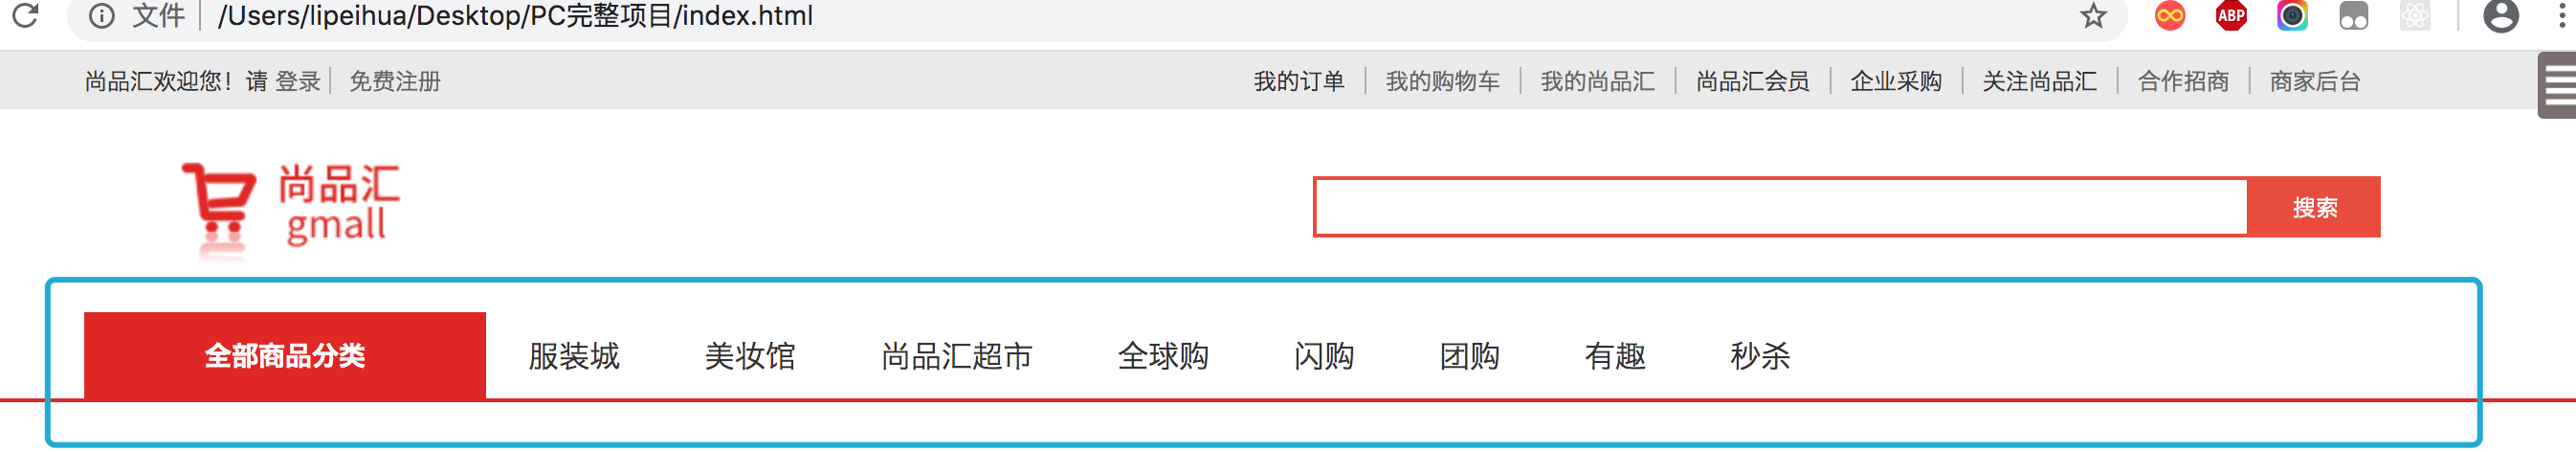 文件 /Users/lipeihua/Desktop/PC完整项目/index.html ABP
尚品汇欢迎您！请 登录 免费注册 我的订单 我的购物车 我的尚品汇 尚品汇会员 企业采购 关注尚品汇 合作招商 商家后台
尚品汇
gmall
搜索
全部商品分类 服装城 美妆馆 尚品汇超市 全球购 闪购 团购 有趣 秒杀